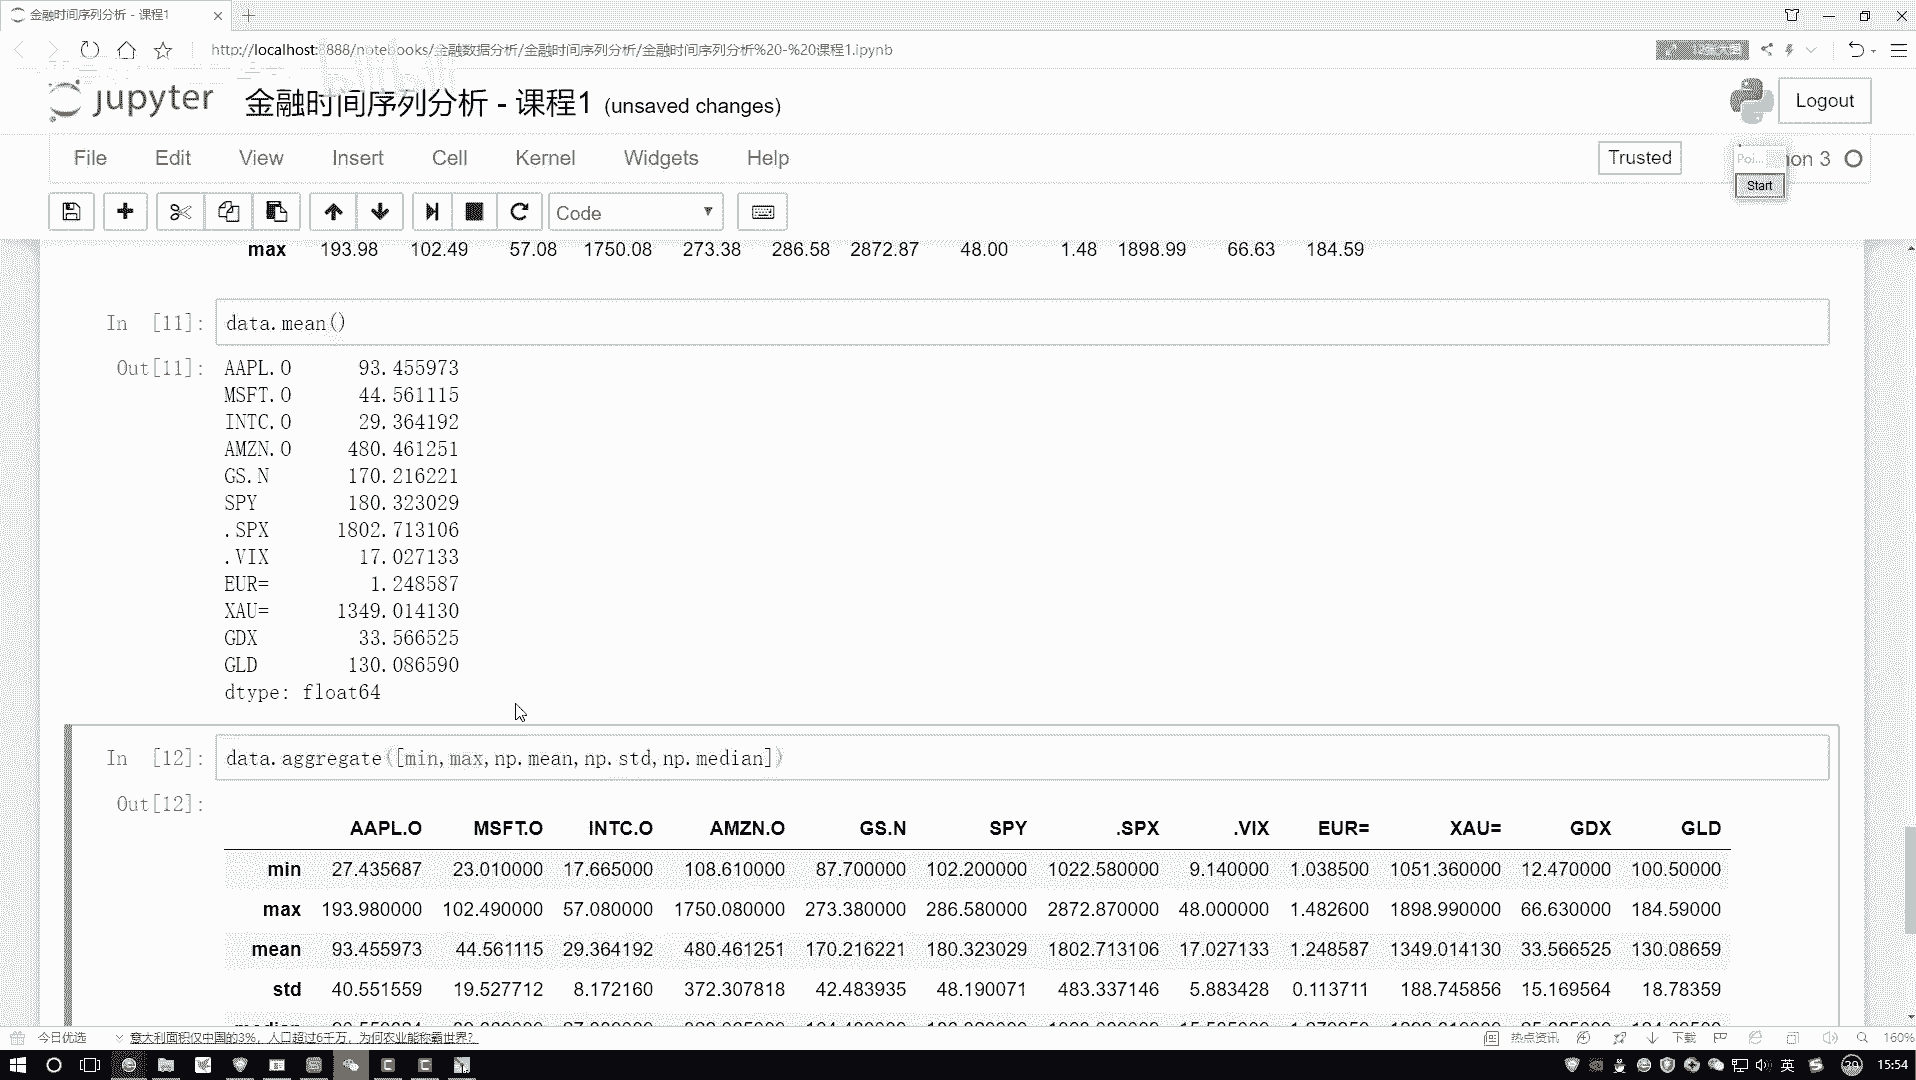 金融时间序列分析 - 课程1
http://localhost:8888/notebooks/金融数据分析/金融时间序列分析/金融时间序列分析%20-%20课程1.ipynb
jupyter 金融时间序列分析 - 课程1 (unsaved changes)
Logout
File Edit View Insert Cell Kernel Widgets Help
Trusted
Poi... on 3
Start
Code
max 193.98 102.49 57.08 1750.08 273.38 286.58 2872.87 48.00 1.48 1898.99 66.63 184.59
In [11]: data.mean()
Out[11]: AAPL.O 93.455973
MSFT.O 44.561115
INTC.O 29.364192
AMZN.O 480.461251
GS.N 170.216221
SPY 180.323029
.SPX 1802.713106
.VIX 17.027133
EUR= 1.248587
XAU= 1349.014130
GDX 33.566525
GLD 130.086590
dtype: float64
In [12]: data.aggregate([min,max,np.mean,np.std,np.median])
Out[12]:
AAPL.O MSFT.O INTC.O AMZN.O GS.N SPY .SPX .VIX EUR= XAU= GDX GLD
min 27.435687 23.010000 17.665000 108.610000 87.700000 102.200000 1022.580000 9.140000 1.038500 1051.360000 12.470000 100.50000
max 193.980000 102.490000 57.080000 1750.080000 273.380000 286.580000 2872.870000 48.000000 1.482600 1898.990000 66.630000 184.59000
mean 93.455973 44.561115 29.364192 480.461251 170.216221 180.323029 1802.713106 17.027133 1.248587 1349.014130 33.566525 130.08659
std 40.551559 19.527712 8.172160 372.307818 42.483935 48.190071 483.337146 5.883428 0.113711 188.745856 15.169564 18.78359
今日优选 意大利面积仅中国的3%，人口超过6千万，为何农业能称霸世界？ 热点资讯 下载 160%
英 15:54